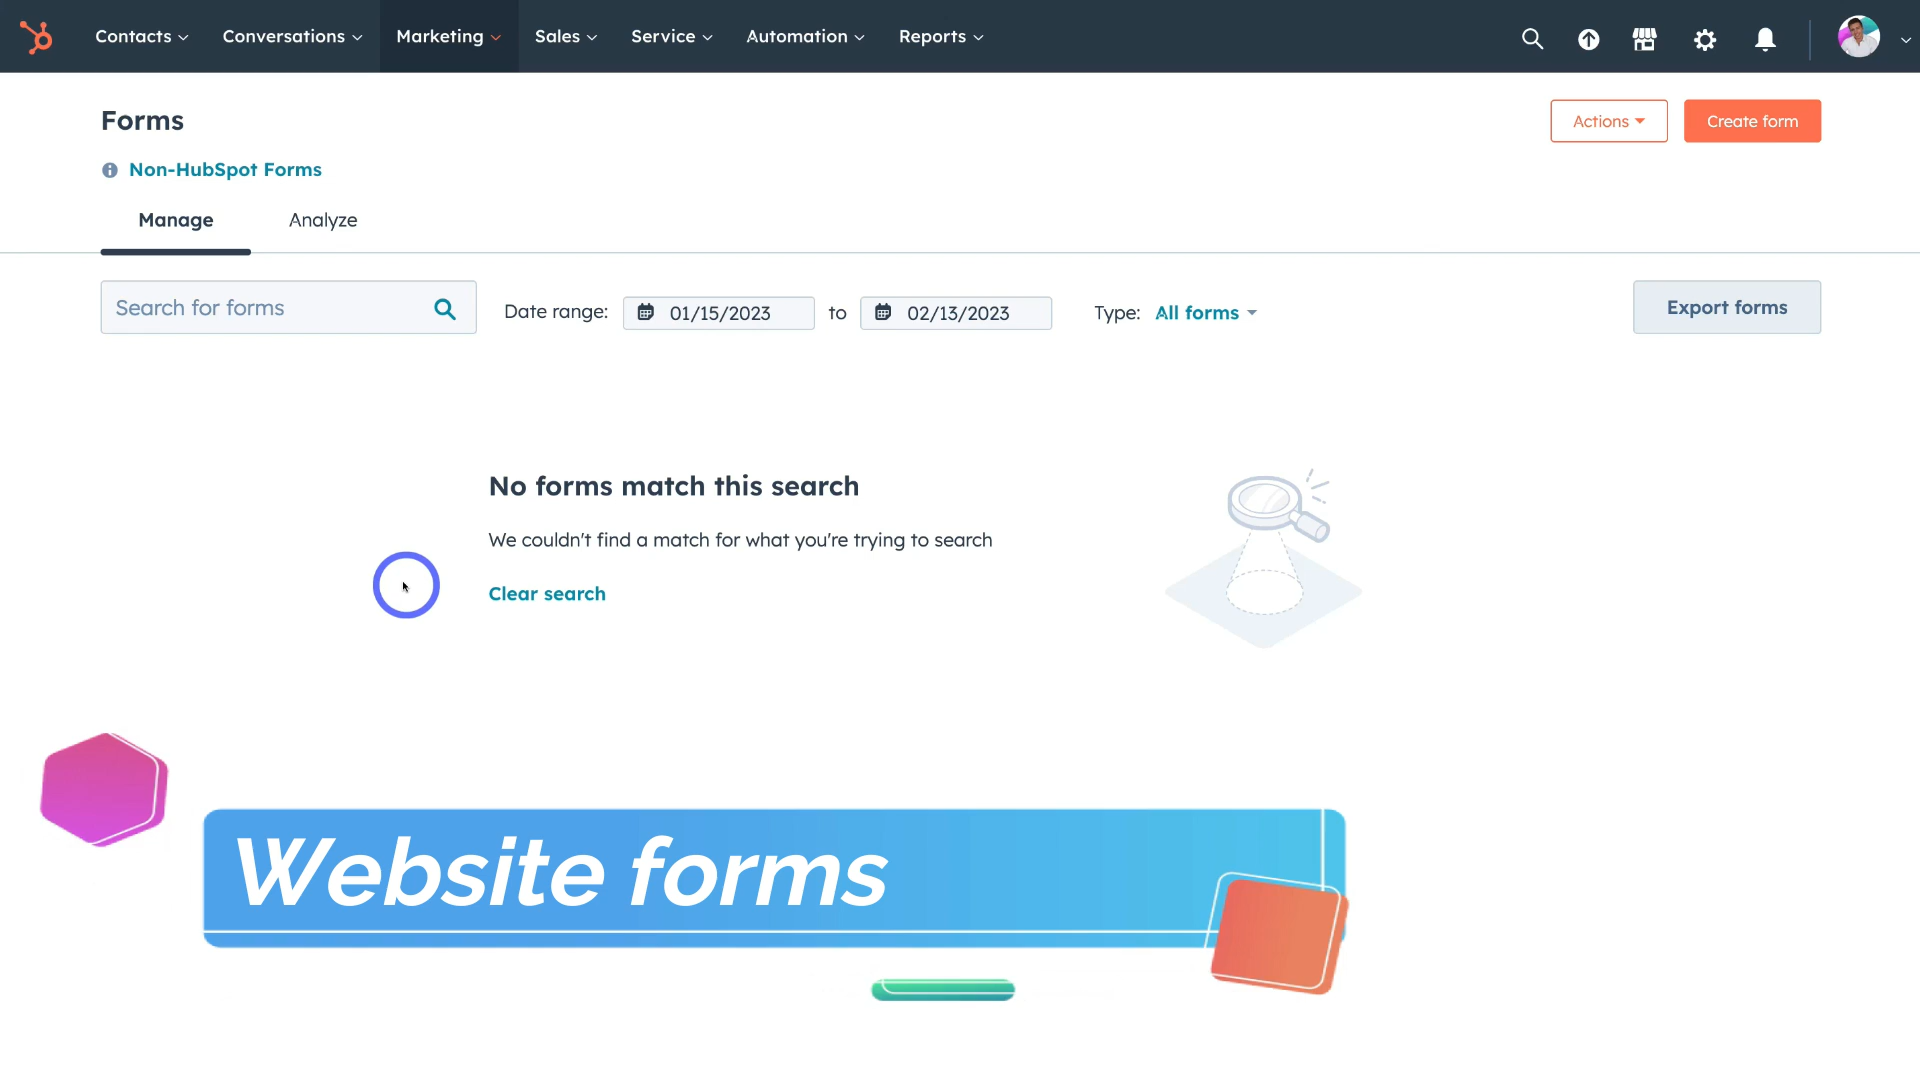 Contacts Conversations Marketing Sales Service Automation Reports
Forms
Actions Create form
Non-HubSpot Forms
Manage Analyze
Search for forms Date range: 01/15/2023 to 02/13/2023 Type: All forms Export forms
No forms match this search
We couldn't find a match for what you're trying to search
Clear search
Website forms